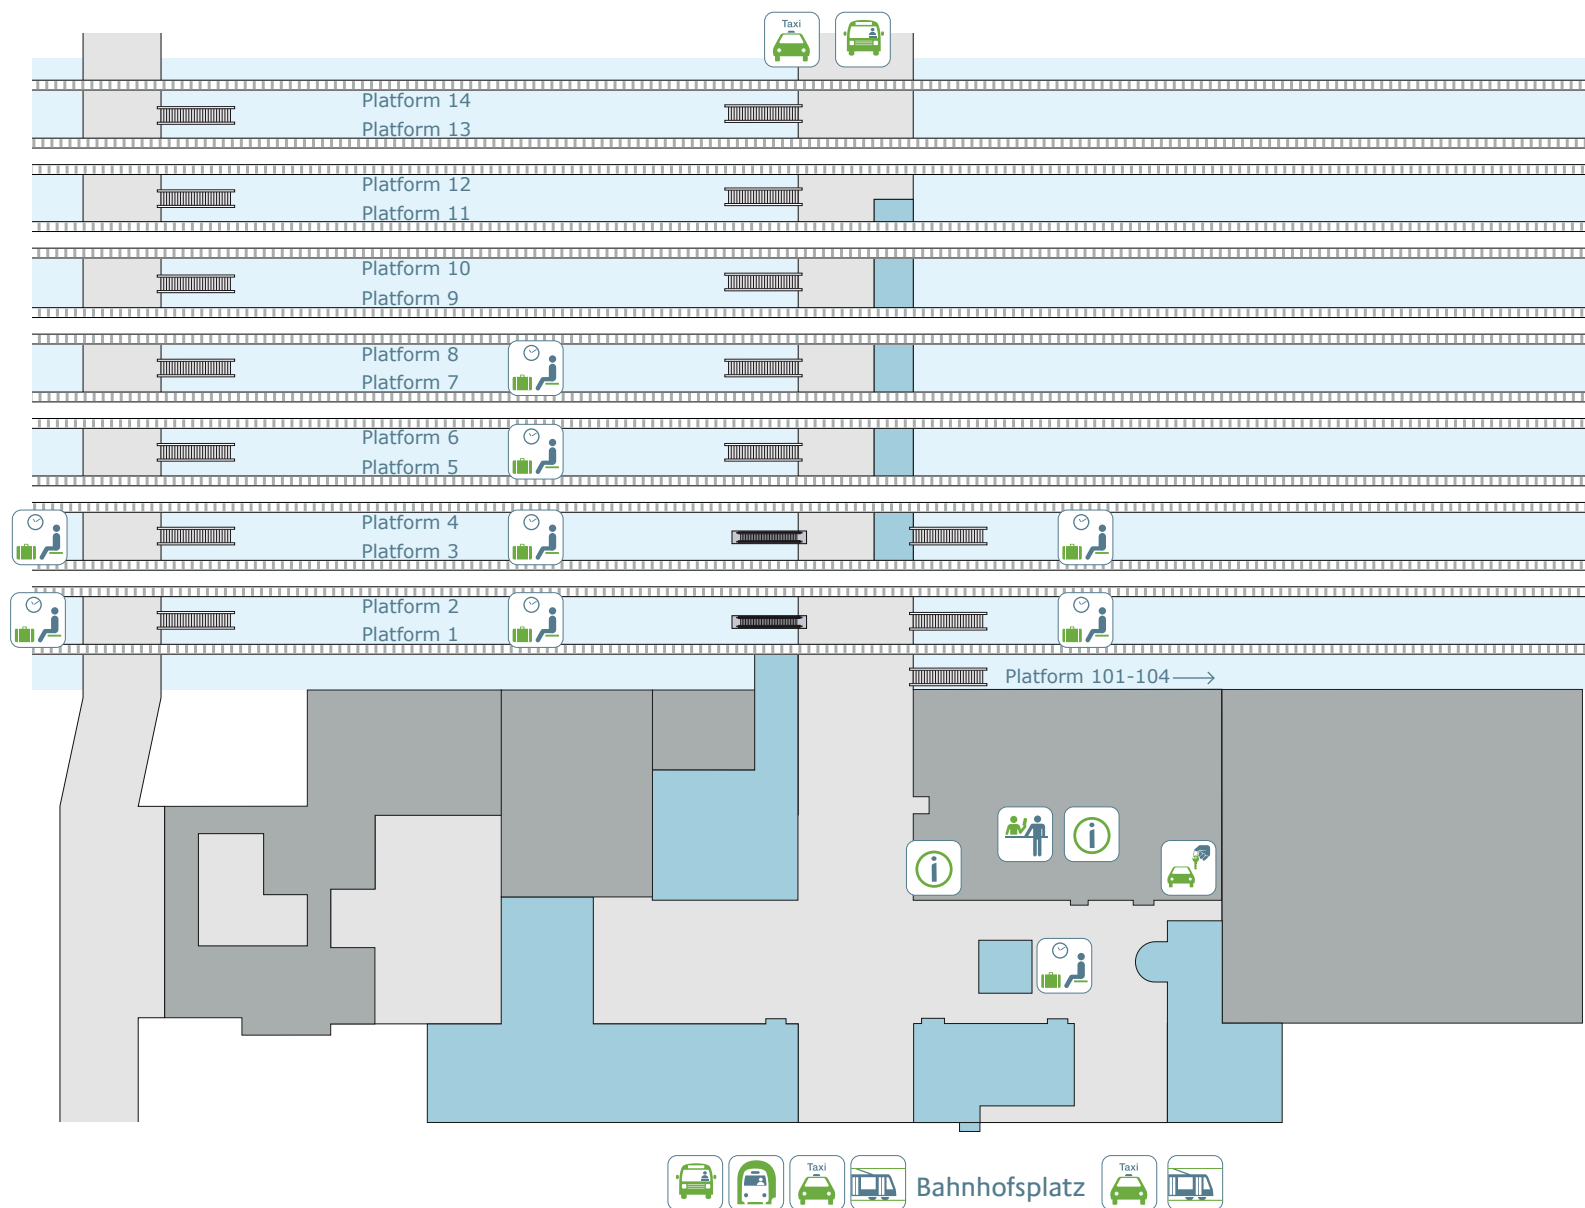 Taxi
Platform 14
Platform 13
Platform 12
Platform 11
Platform 10
Platform 9
Platform 8
Platform 7
Platform 6
Platform 5
Platform 4
Platform 3
Platform 2
Platform 1
Platform 101-104
Taxi
Bahnhofsplatz
Taxi